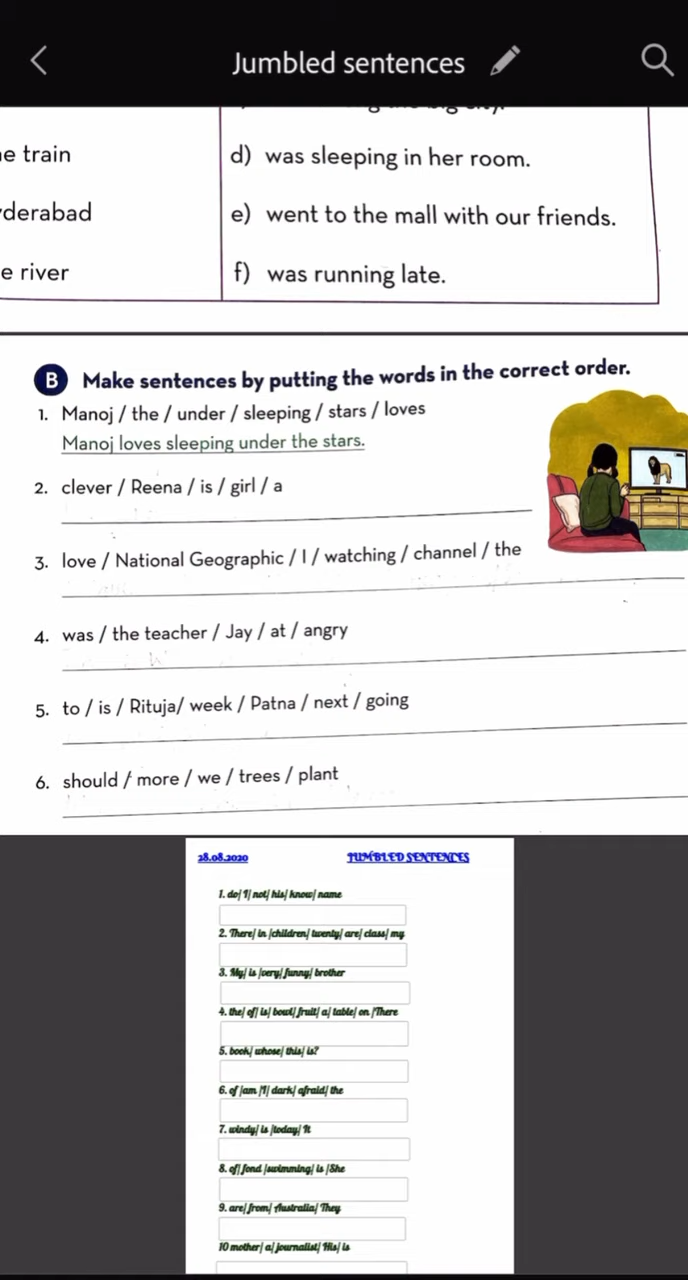 Jumbled sentences
e train
d) was sleeping in her room.
derabad
e) went to the mall with our friends.
e river
f) was running late.
B Make sentences by putting the words in the correct order.
1. Manoj / the / under / sleeping / stars / loves
Manoj loves sleeping under the stars.
2. clever / Reena / is / girl / a
3. love / National Geographic / I / watching / channel / the
4. was / the teacher / Jay / at / angry
5. to / is / Rituja/ week / Patna / next / going
6. should / more / we / trees / plant
28.08.2020 JUMBLED SENTENCES
1. do/ I/ not/ his/ know/ name
2. There/ in /children/ twenty/ are/ class/ my
3. My/ is /very/ funny/ brother
4. the/ of/ is/ bowl/ fruit/ a/ table/ on /There
5. book/ whose/ this/ is?
6. of /am /I/ dark/ afraid/ the
7. windy/ is /today/ It
8. of/ fond /swimming/ is /She
9. are/ from/ Australia/ They
10 mother/ a/ journalist/ His/ is